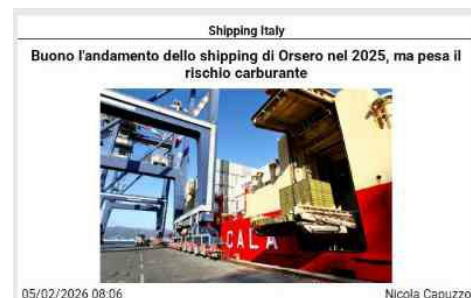 Shipping Italy
Buono l'andamento dello shipping di Orsero nel 2025, ma pesa il
rischio carburante
CALA
05/02/2026 08:06
Nicola Capuzzo